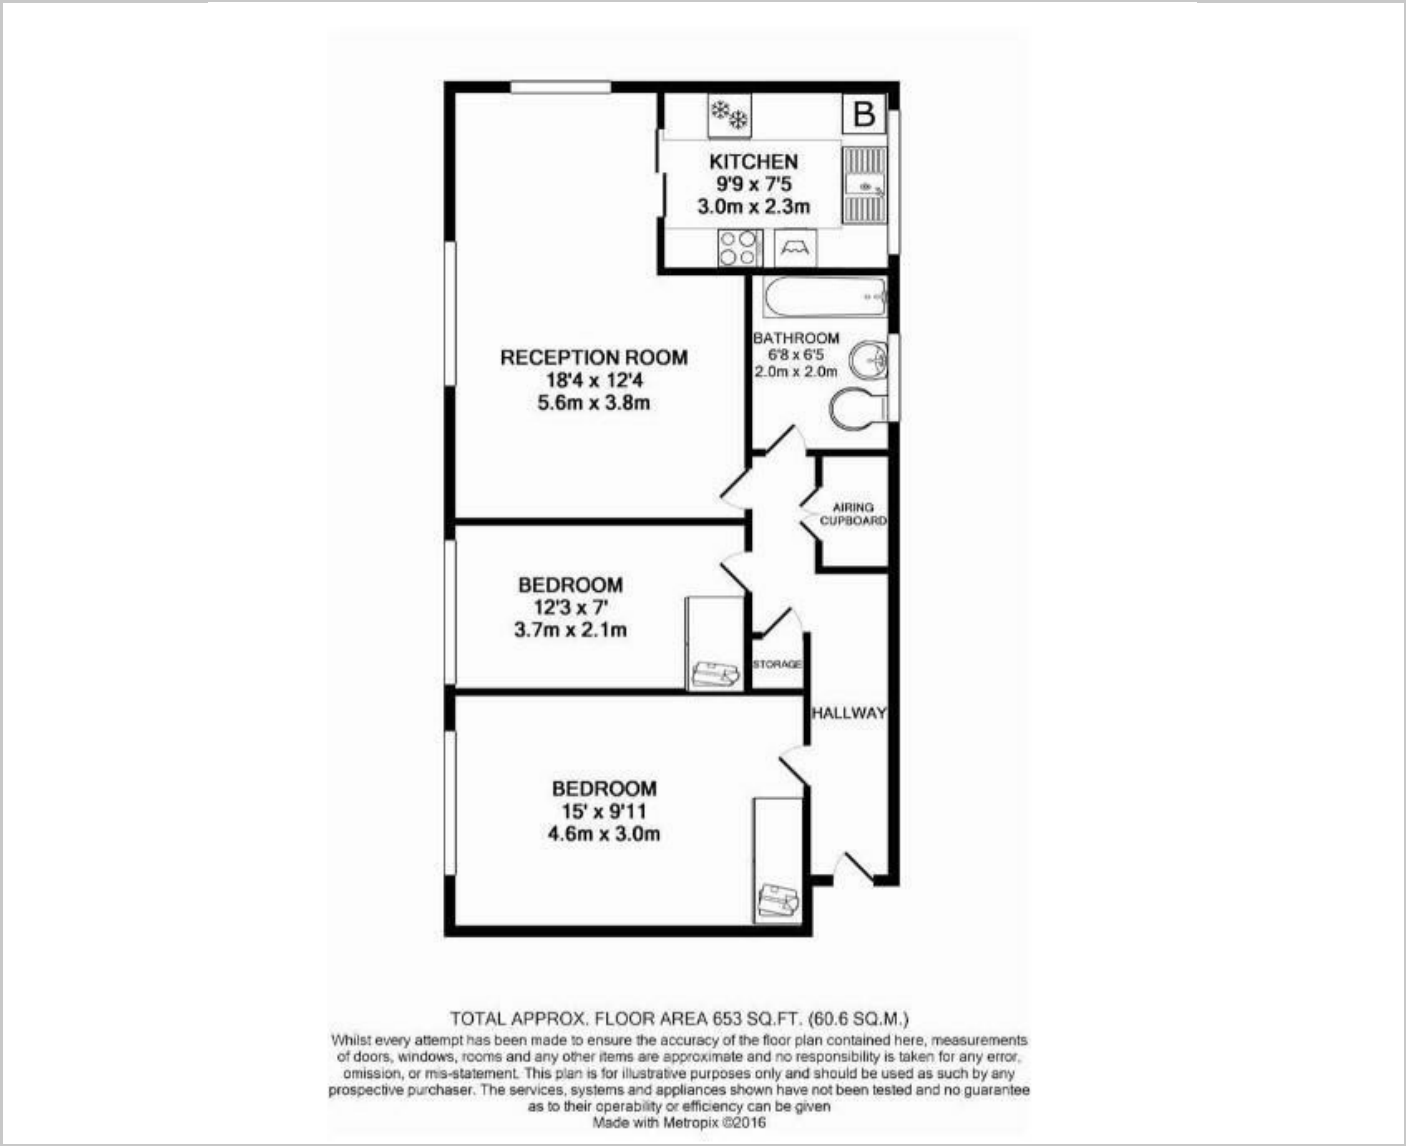 B
KITCHEN
9'9 x 7'5
3.0m x 2.3m
BATHROOM
6'8 x 6'5
2.0m x 2.0m
RECEPTION ROOM
18'4 x 12'4
5.6m x 3.8m
AIRING
CUPBOARD
BEDROOM
12'3 x 7'
3.7m x 2.1m
STORAGE
HALLWAY
BEDROOM
15' x 9'11
4.6m x 3.0m
TOTAL APPROX. FLOOR AREA 653 SQ.FT. (60.6 SQ.M.)
Whilst every attempt has been made to ensure the accuracy of the floor plan contained here, measurements
of doors, windows, rooms and any other items are approximate and no responsibility is taken for any error,
omission, or mis-statement. This plan is for illustrative purposes only and should be used as such by any
prospective purchaser. The services, systems and appliances shown have not been tested and no guarantee
as to their operability or efficiency can be given
Made with Metropix ©2016